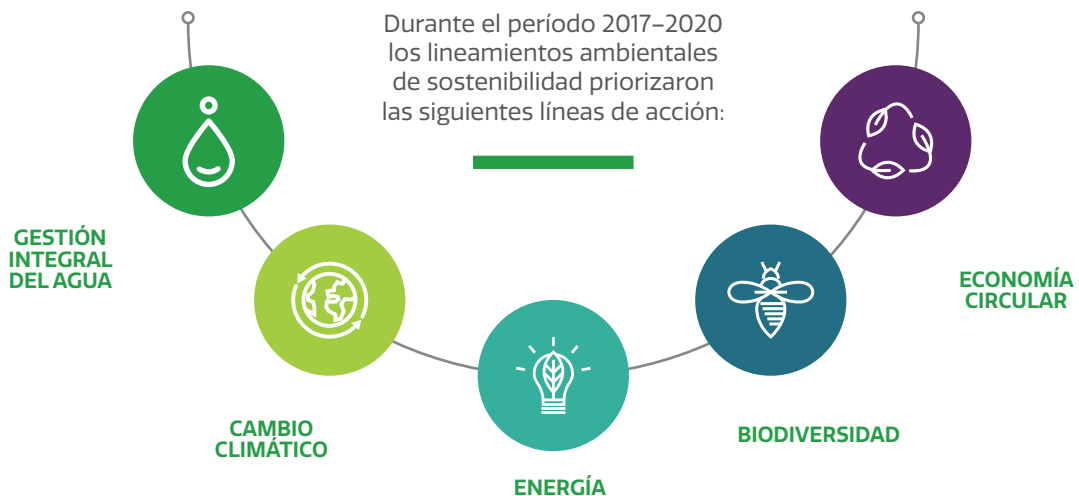 Durante el período 2017–2020
los lineamientos ambientales
de sostenibilidad priorizaron
las siguientes líneas de acción:
GESTIÓN
INTEGRAL
DEL AGUA
CAMBIO
CLIMÁTICO
ENERGÍA
BIODIVERSIDAD
ECONOMÍA
CIRCULAR